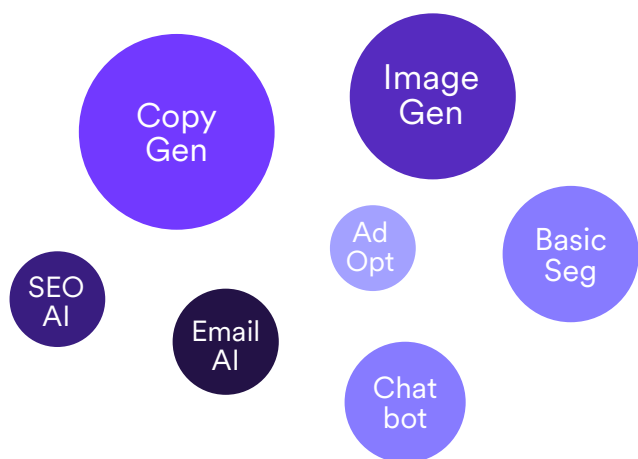 Copy
Gen
Image
Gen
Ad
Opt
Basic
Seg
SEO
AI
Email
AI
Chat
bot